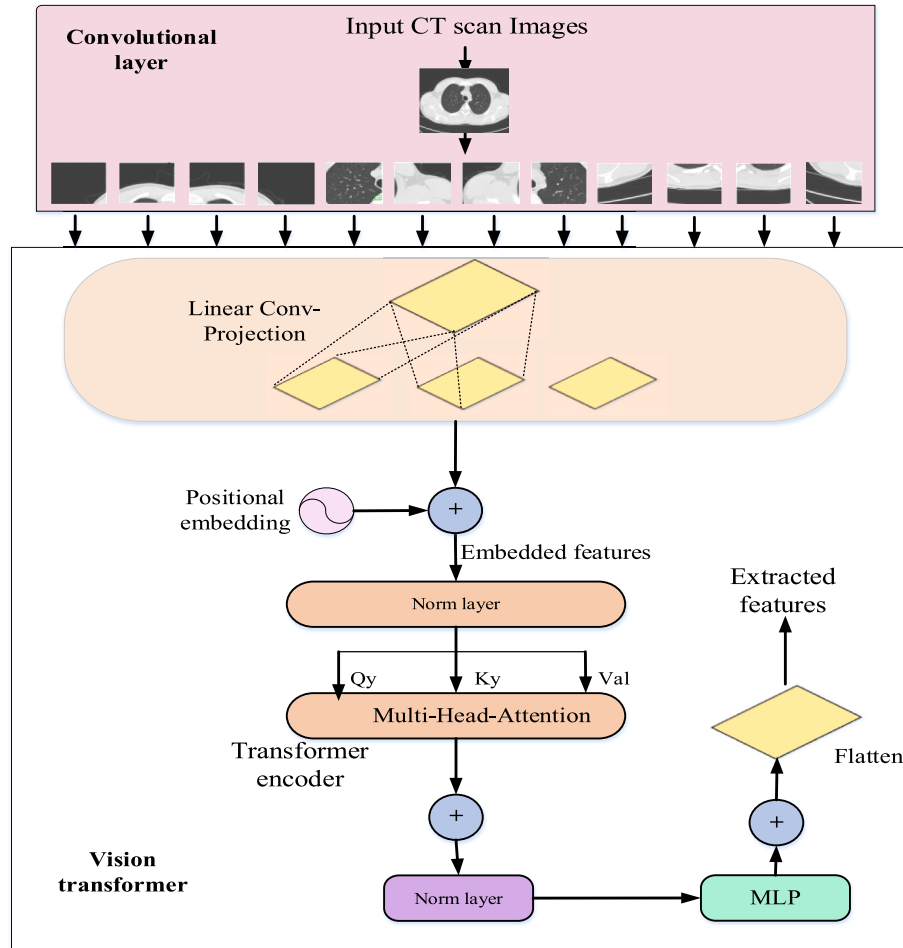 Input CT scan Images
Convolutional
layer
Linear Conv-
Projection
Positional
embedding
+
Embedded features
Norm layer
Qy
Ky
Val
Multi-Head-Attention
Transformer
encoder
+
Norm layer
MLP
+
Flatten
Extracted
features
Vision
transformer